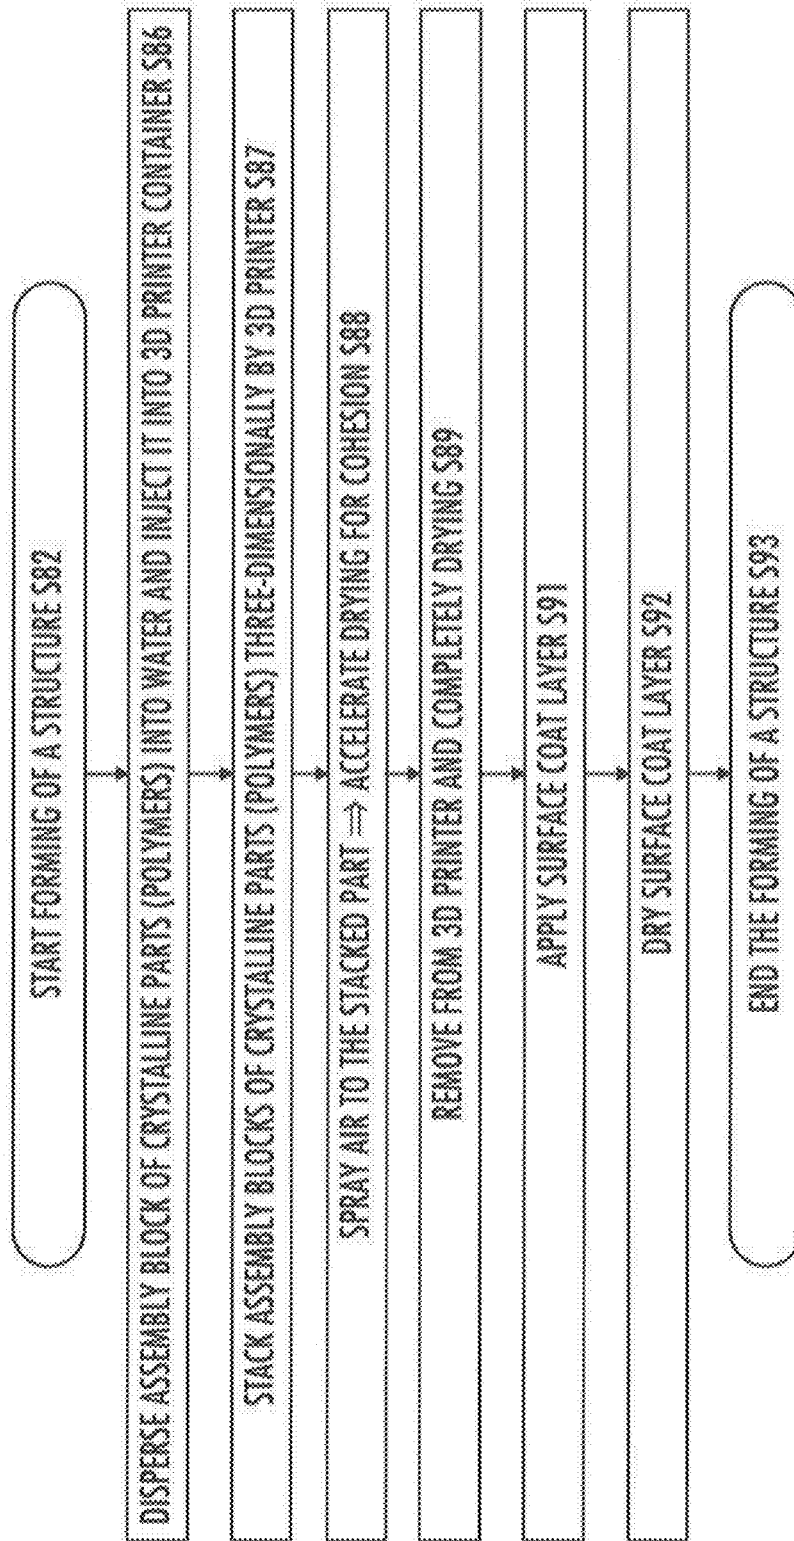 START FORMING OF A STRUCTURE S82
DISPERSE ASSEMBLY BLOCK OF CRYSTALLINE PARTS (POLYMERS) INTO WATER AND INJECT IT INTO 3D PRINTER CONTAINER S86
STACK ASSEMBLY BLOCKS OF CRYSTALLINE PARTS (POLYMERS) THREE-DIMENSIONALLY BY 3D PRINTER S87
SPRAY AIR TO THE STACKED PART ⇒ ACCELERATE DRYING FOR COHESION S88
REMOVE FROM 3D PRINTER AND COMPLETELY DRYING S89
APPLY SURFACE COAT LAYER S91
DRY SURFACE COAT LAYER S92
END THE FORMING OF A STRUCTURE S93